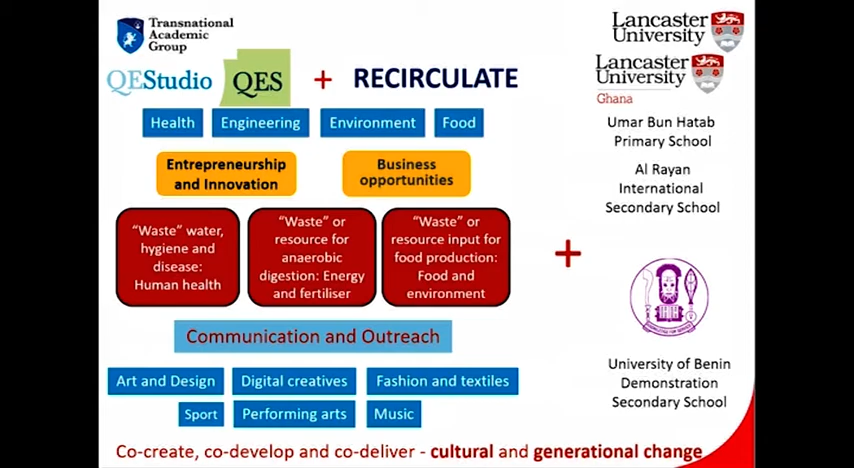 Transnational
Academic
Group
QEStudio
QES
+
RECIRCULATE
Health
Engineering
Environment
Food
Entrepreneurship
and Innovation
Business
opportunities
“Waste” water,
hygiene and
disease:
Human health
“Waste” or
resource for
anaerobic
digestion: Energy
and fertiliser
“Waste” or
resource input for
food production:
Food and
environment
Communication and Outreach
Art and Design
Digital creatives
Fashion and textiles
Sport
Performing arts
Music
+
Lancaster
University
Lancaster
University
Ghana
Umar Bun Hatab
Primary School
Al Rayan
International
Secondary School
University of Benin
Demonstration
Secondary School
Co-create, co-develop and co-deliver - cultural and generational change